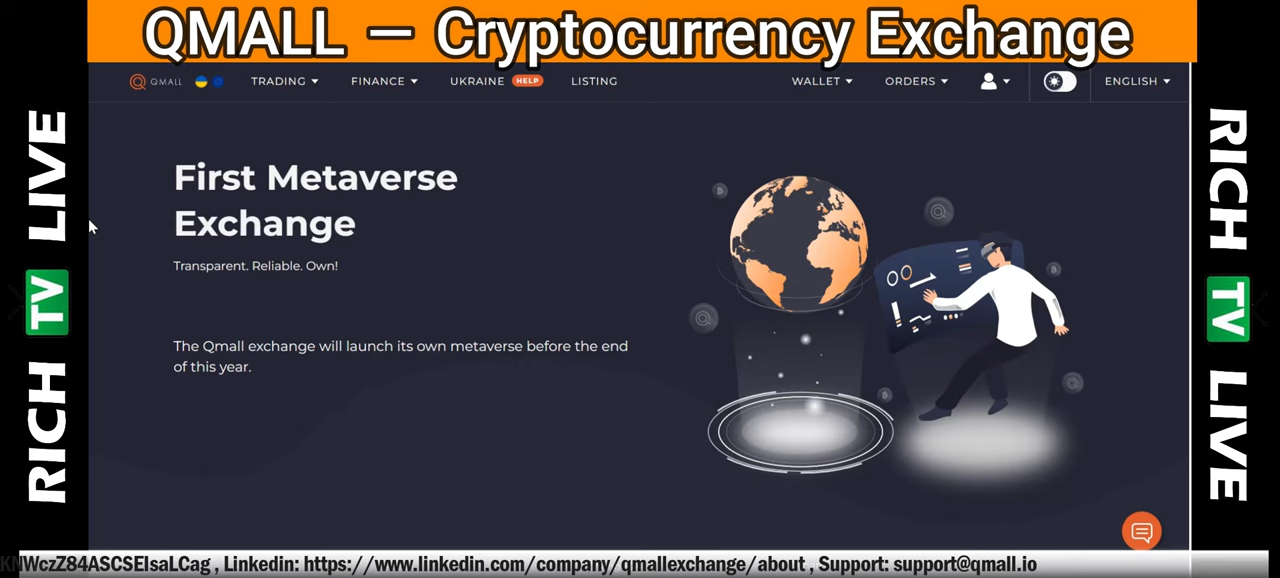 QMALL — Cryptocurrency Exchange
QMALL TRADING FINANCE UKRAINE HELP LISTING WALLET ORDERS ENGLISH
First Metaverse
Exchange
Transparent. Reliable. Own!
The Qmall exchange will launch its own metaverse before the end
of this year.
RICH TV LIVE
RICH TV LIVE
KNWczZ84ASCSEIsaLCag , Linkedin: https://www.linkedin.com/company/qmallexchange/about , Support: support@qmall.io